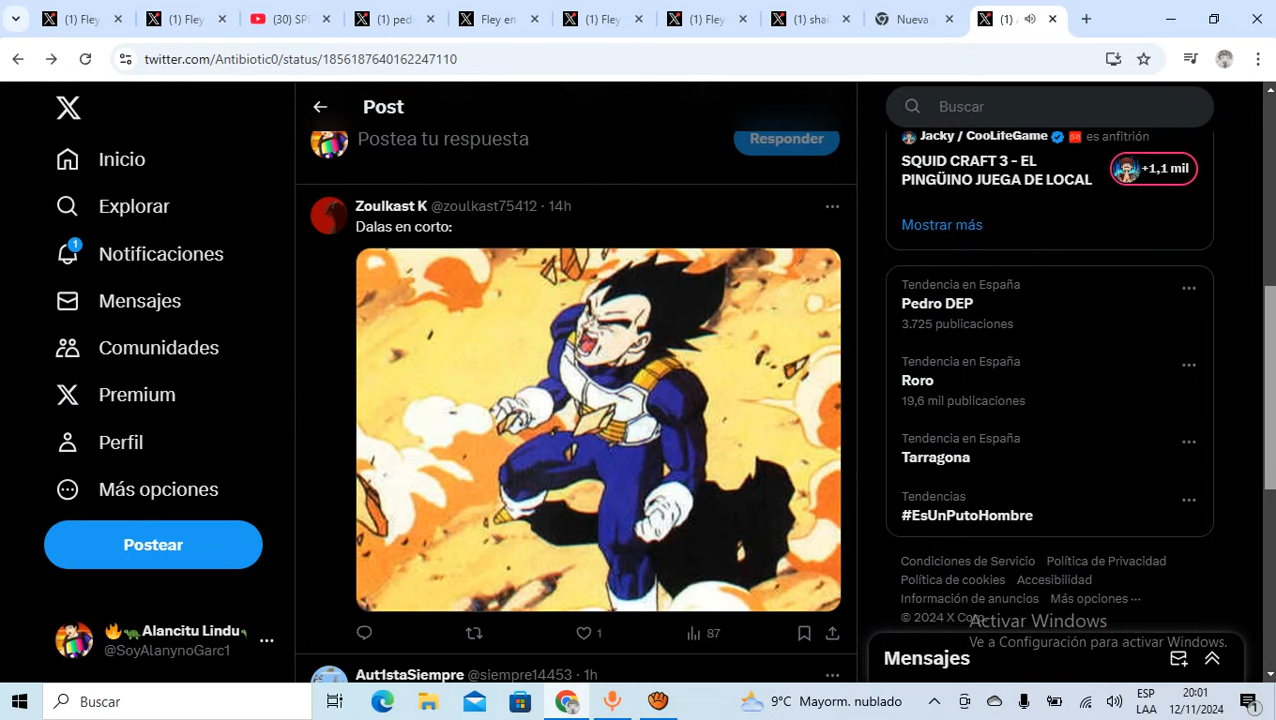 (1) Fley
(1) Fley
(30) SPI
(1) ped
Fley en
(1) Fley
(1) Fley
(1) shai
Nueva p
(1)
twitter.com/Antibiotic0/status/1856187640162247110
Inicio
Explorar
1
Notificaciones
Mensajes
Comunidades
Premium
Perfil
Más opciones
Postear
Alancitu Lindu
@SoyAlanynoGarc1
Post
Postea tu respuesta
Responder
Zoulkast K @zoulkast75412 · 14h
Dalas en corto:
1
87
Aut1staSiempre @siempre14453 · 1h
Buscar
Jacky / CooLifeGame es anfitrión
SQUID CRAFT 3 - EL
PINGÜINO JUEGA DE LOCAL
+1,1 mil
Mostrar más
Tendencia en España
Pedro DEP
3.725 publicaciones
Tendencia en España
Roro
19,6 mil publicaciones
Tendencia en España
Tarragona
Tendencias
#EsUnPutoHombre
Condiciones de Servicio Política de Privacidad
Política de cookies Accesibilidad
Información de anuncios Más opciones ···
© 2024 X Corp.
Activar Windows
Ve a Configuración para activar Windows.
Mensajes
Buscar
9°C Mayorm. nublado
ESP
LAA
20:01
12/11/2024
1